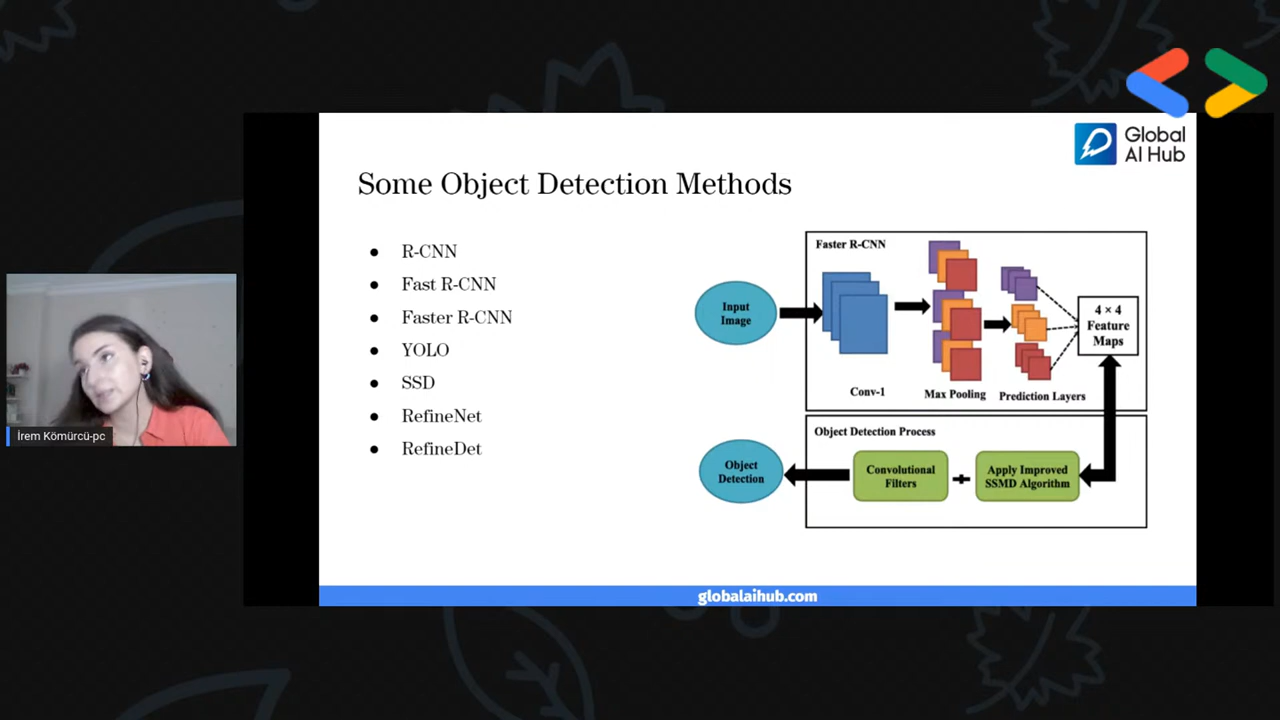 Global
AI Hub
Some Object Detection Methods
● R-CNN
● Fast R-CNN
● Faster R-CNN
● YOLO
● SSD
● RefineNet
● RefineDet
Faster R-CNN
Input
Image
Conv-1
Max Pooling
Prediction Layers
4 × 4
Feature
Maps
Object Detection Process
Object
Detection
Convolutional
Filters
+
Apply Improved
SSMD Algorithm
İrem Kömürcü-pc
globalaihub.com